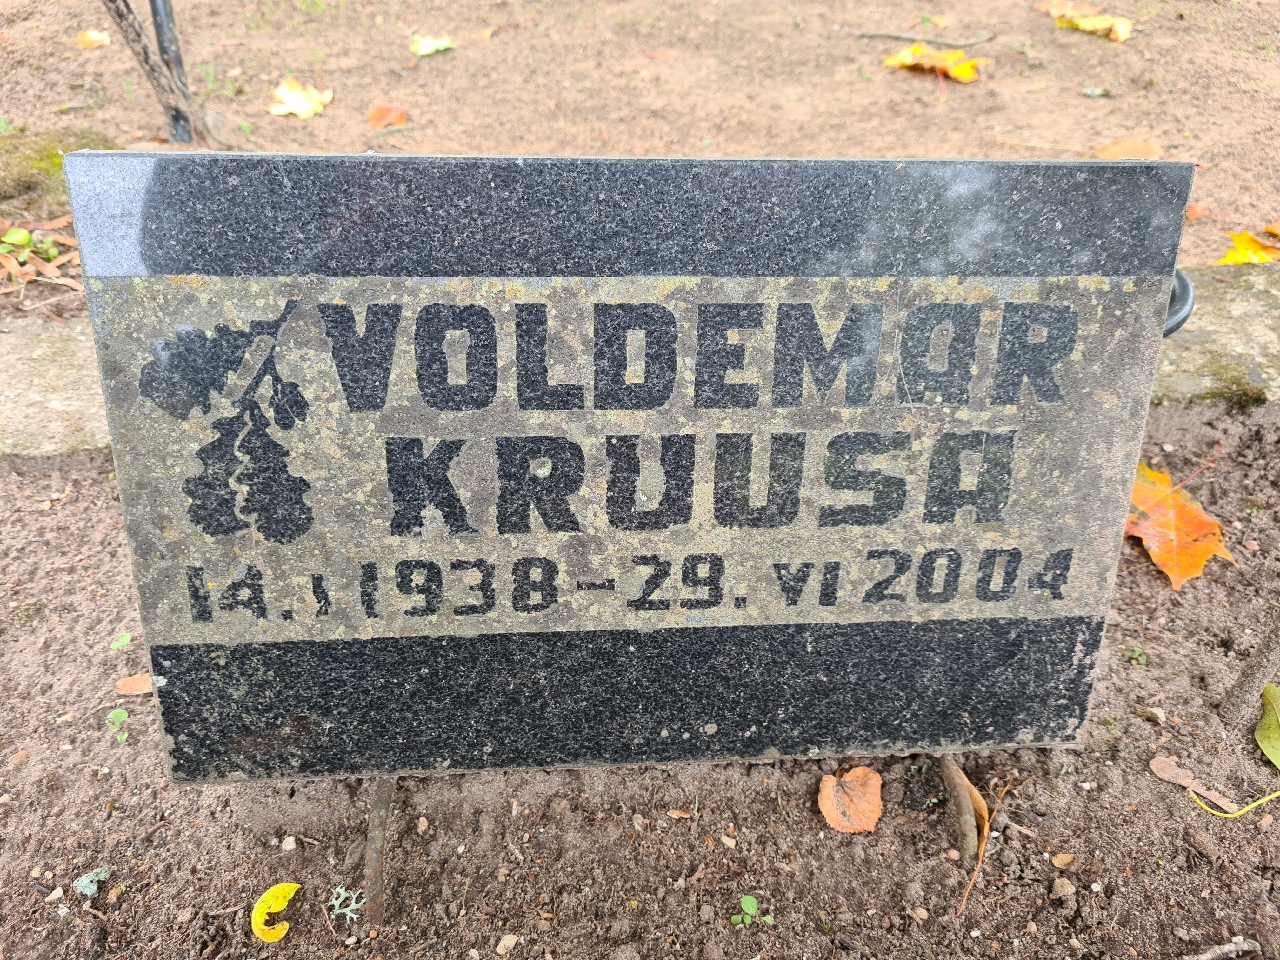 VOLDEMAR
KRUUSA
14. I 1938-29. VI 2004